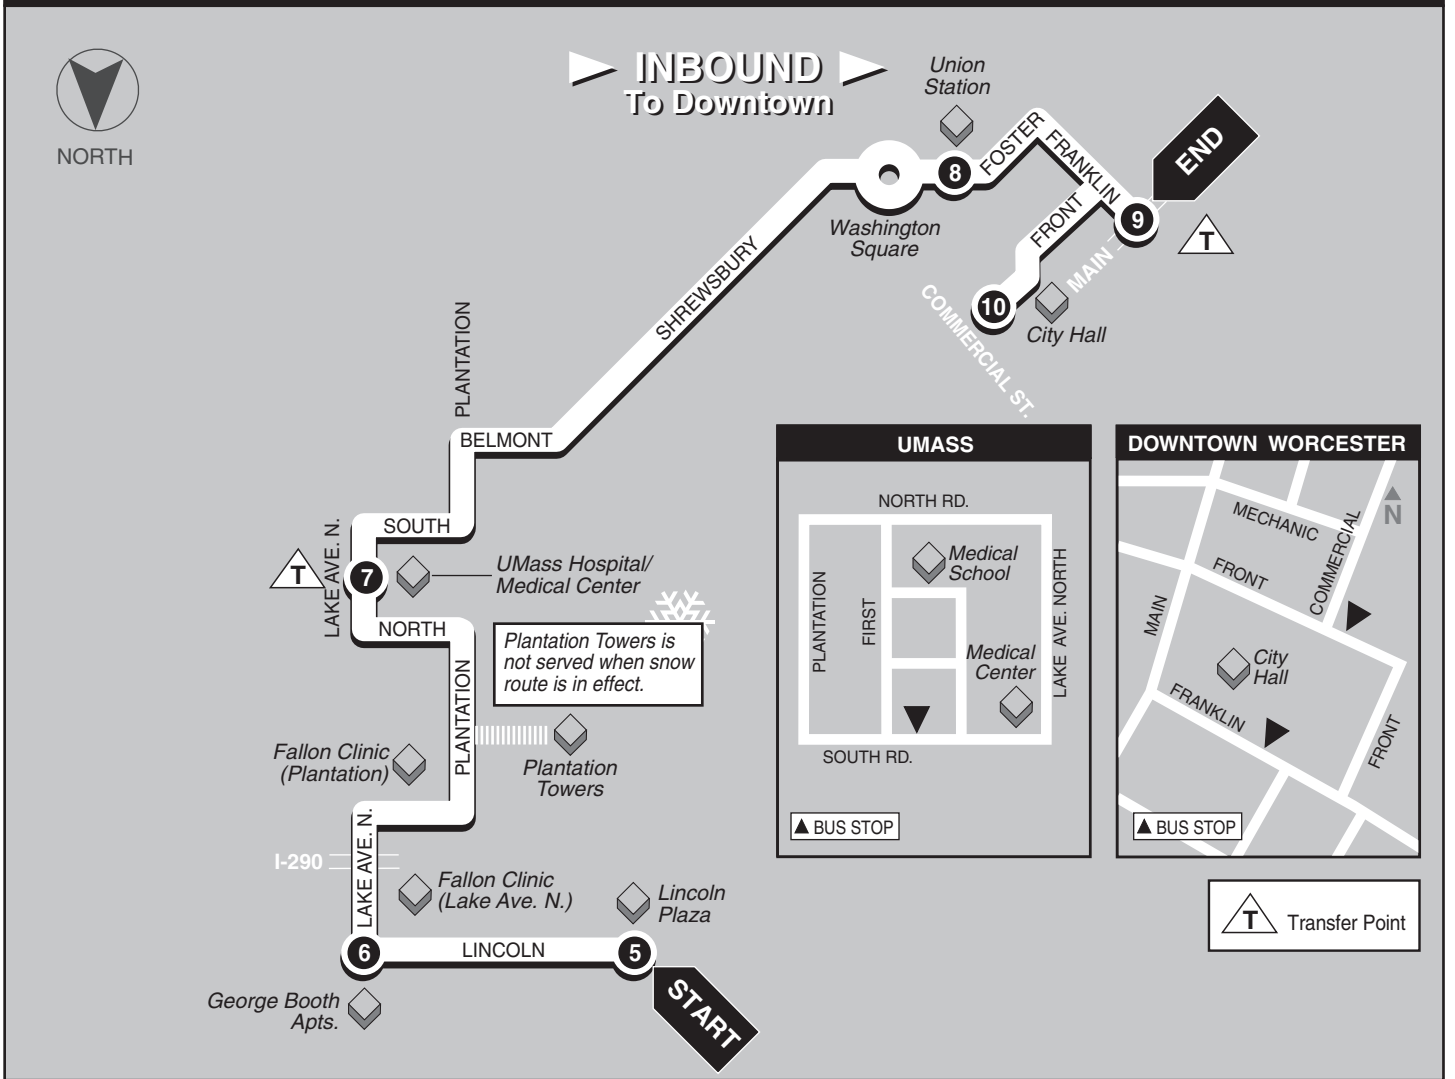 NORTH
INBOUND
To Downtown
Union
Station
8
FOSTER
FRANKLIN
END
9
T
FRONT
MAIN
10
City Hall
COMMERCIAL ST.
Washington
Square
SHREWSBURY
PLANTATION
BELMONT
SOUTH
LAKE AVE. N.
T
7
UMass Hospital/
Medical Center
NORTH
Plantation Towers is
not served when snow
route is in effect.
PLANTATION
Fallon Clinic
(Plantation)
Plantation
Towers
LAKE AVE. N.
I-290
Fallon Clinic
(Lake Ave. N.)
Lincoln
Plaza
6
LINCOLN
5
START
George Booth
Apts.
UMASS
NORTH RD.
Medical
School
PLANTATION
FIRST
LAKE AVE. NORTH
Medical
Center
SOUTH RD.
BUS STOP
DOWNTOWN WORCESTER
N
MECHANIC
COMMERCIAL
FRONT
MAIN
City
Hall
FRANKLIN
FRONT
BUS STOP
T Transfer Point